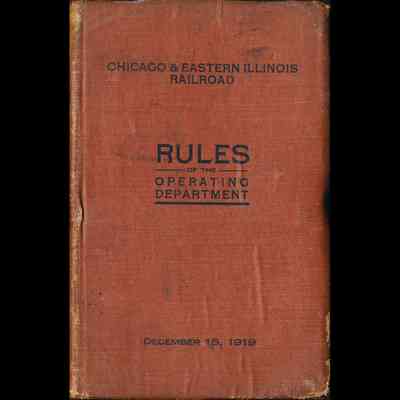 CHICAGO & EASTERN ILLINOIS
RAILROAD
RULES
OF THE
OPERATING
DEPARTMENT
DECEMBER 15, 1919